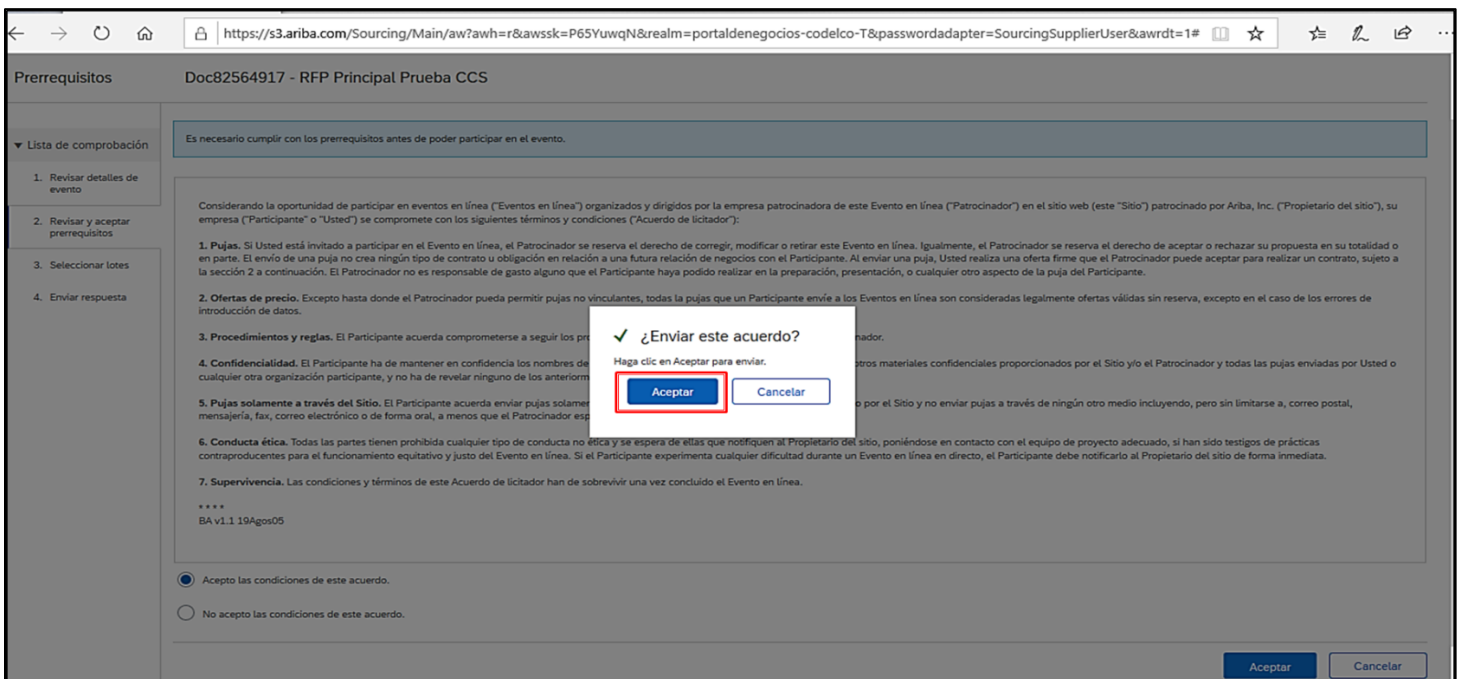 https://s3.ariba.com/Sourcing/Main/aw?awh=r&awssk=P65YuwqN&realm=portaldenegocios-codelco-T&passwordadapter=SourcingSupplierUser&awrdt=1#
Prerrequisitos
Doc82564917 - RFP Principal Prueba CCS
▼ Lista de comprobación
1. Revisar detalles de
evento
2. Revisar y aceptar
prerrequisitos
3. Seleccionar lotes
4. Enviar respuesta
Es necesario cumplir con los prerrequisitos antes de poder participar en el evento.
Considerando la oportunidad de participar en eventos en línea ("Eventos en línea") organizados y dirigidos por la empresa patrocinadora de este Evento en línea ("Patrocinador") en el sitio web (este "Sitio") patrocinado por Ariba, Inc. ("Propietario del sitio"), su
empresa ("Participante" o "Usted") se compromete con los siguientes términos y condiciones ("Acuerdo de licitador"):
1. Pujas. Si Usted está invitado a participar en el Evento en línea, el Patrocinador se reserva el derecho de corregir, modificar o retirar este Evento en línea. Igualmente, el Patrocinador se reserva el derecho de aceptar o rechazar su propuesta en su totalidad o
en parte. El envío de una puja no crea ningún tipo de contrato u obligación en relación a una futura relación de negocios con el Participante. Al enviar una puja, Usted realiza una oferta firme que el Patrocinador puede aceptar para realizar un contrato, sujeto a
la sección 2 a continuación. El Patrocinador no es responsable de gasto alguno que el Participante haya podido realizar en la preparación, presentación, o cualquier otro aspecto de la puja del Participante.
2. Ofertas de precio. Excepto hasta donde el Patrocinador pueda permitir pujas no vinculantes, todas la pujas que un Participante envíe a los Eventos en línea son consideradas legalmente ofertas válidas sin reserva, excepto en el caso de los errores de
introducción de datos.
3. Procedimientos y reglas. El Participante acuerda comprometerse a seguir los pro nador.
4. Confidencialidad. El Participante ha de mantener en confidencia los nombres de otros materiales confidenciales proporcionados por el Sitio y/o el Patrocinador y todas las pujas enviadas por Usted o
cualquier otra organización participante, y no ha de revelar ninguno de los anteriorm
5. Pujas solamente a través del Sitio. El Participante acuerda enviar pujas solamer o por el Sitio y no enviar pujas a través de ningún otro medio incluyendo, pero sin limitarse a, correo postal,
mensajería, fax, correo electrónico o de forma oral, a menos que el Patrocinador esp
6. Conducta ética. Todas las partes tienen prohibida cualquier tipo de conducta no ética y se espera de ellas que notifiquen al Propietario del sitio, poniéndose en contacto con el equipo de proyecto adecuado, si han sido testigos de prácticas
contraproducentes para el funcionamiento equitativo y justo del Evento en línea. Si el Participante experimenta cualquier dificultad durante un Evento en línea en directo, el Participante debe notificarlo al Propietario del sitio de forma inmediata.
7. Supervivencia. Las condiciones y términos de este Acuerdo de licitador han de sobrevivir una vez concluido el Evento en línea.
* * * *
BA v1.1 19Agos05
¿Enviar este acuerdo?
Haga clic en Aceptar para enviar.
Aceptar Cancelar
Acepto las condiciones de este acuerdo.
No acepto las condiciones de este acuerdo.
Aceptar Cancelar